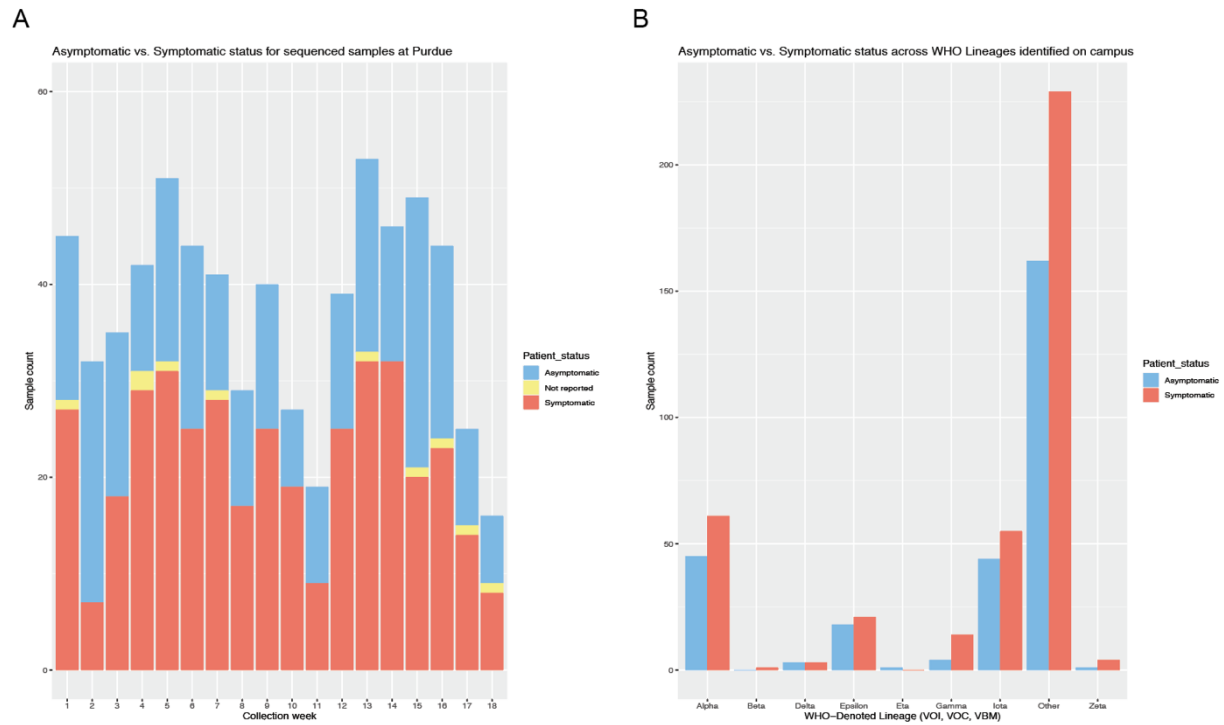 A
Asymptomatic vs. Symptomatic status for sequenced samples at Purdue
60
40
20
0
Sample count
1 2 3 4 5 6 7 8 9 10 11 12 13 14 15 16 17 18
Collection week
Patient_status
Asymptomatic
Not reported
Symptomatic
B
Asymptomatic vs. Symptomatic status across WHO Lineages identified on campus
200
150
100
50
0
Sample count
Alpha Beta Delta Epsilon Eta Gamma Iota Other Zeta
WHO−Denoted Lineage (VOI, VOC, VBM)
Patient_status
Asymptomatic
Symptomatic